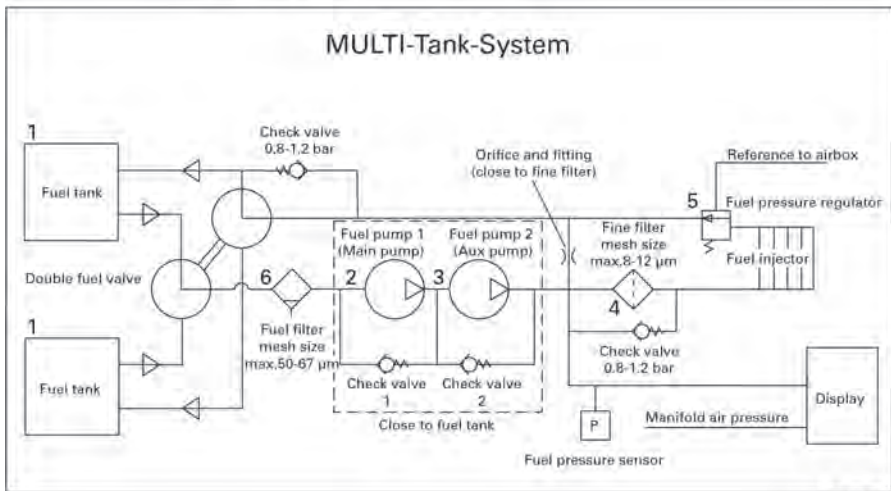 MULTI-Tank-System
1
Fuel tank
Check valve
0.8-1.2 bar
Orifice and fitting
(close to fine filter)
Reference to airbox
5
Fuel pressure regulator
Fuel pump 1
(Main pump)
Fuel pump 2
(Aux pump)
Fine filter
mesh size
max.8-12 µm
Fuel injector
Double fuel valve
6
2
3
4
Fuel filter
mesh size
max.50-67 µm
1
Fuel tank
Check valve
1
Check valve
2
Close to fuel tank
Check valve
0.8-1.2 bar
Display
Manifold air pressure
P
Fuel pressure sensor